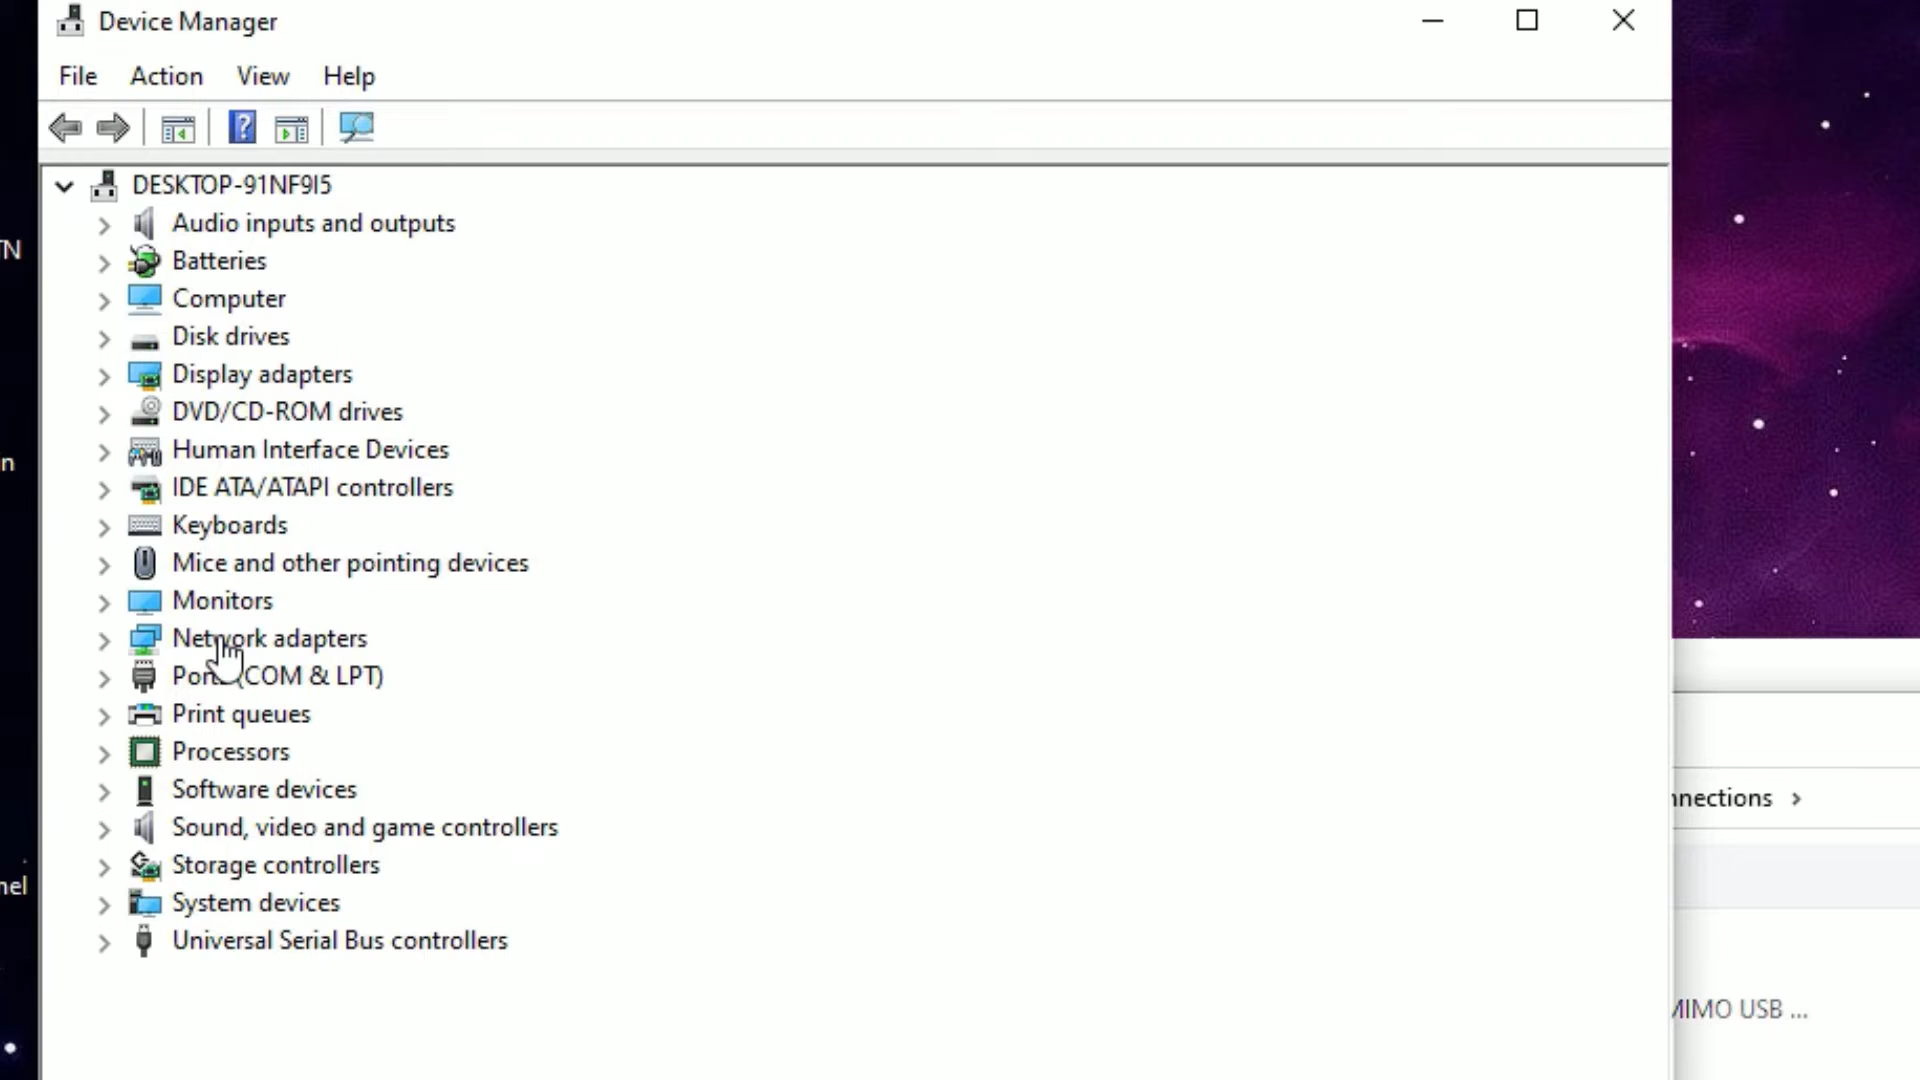 Device Manager
File Action View Help
DESKTOP-91NF9I5
Audio inputs and outputs
Batteries
Computer
Disk drives
Display adapters
DVD/CD-ROM drives
Human Interface Devices
IDE ATA/ATAPI controllers
Keyboards
Mice and other pointing devices
Monitors
Network adapters
(COM & LPT)
Print queues
Processors
Software devices
Sound, video and game controllers
Storage controllers
System devices
Universal Serial Bus controllers
USB ...